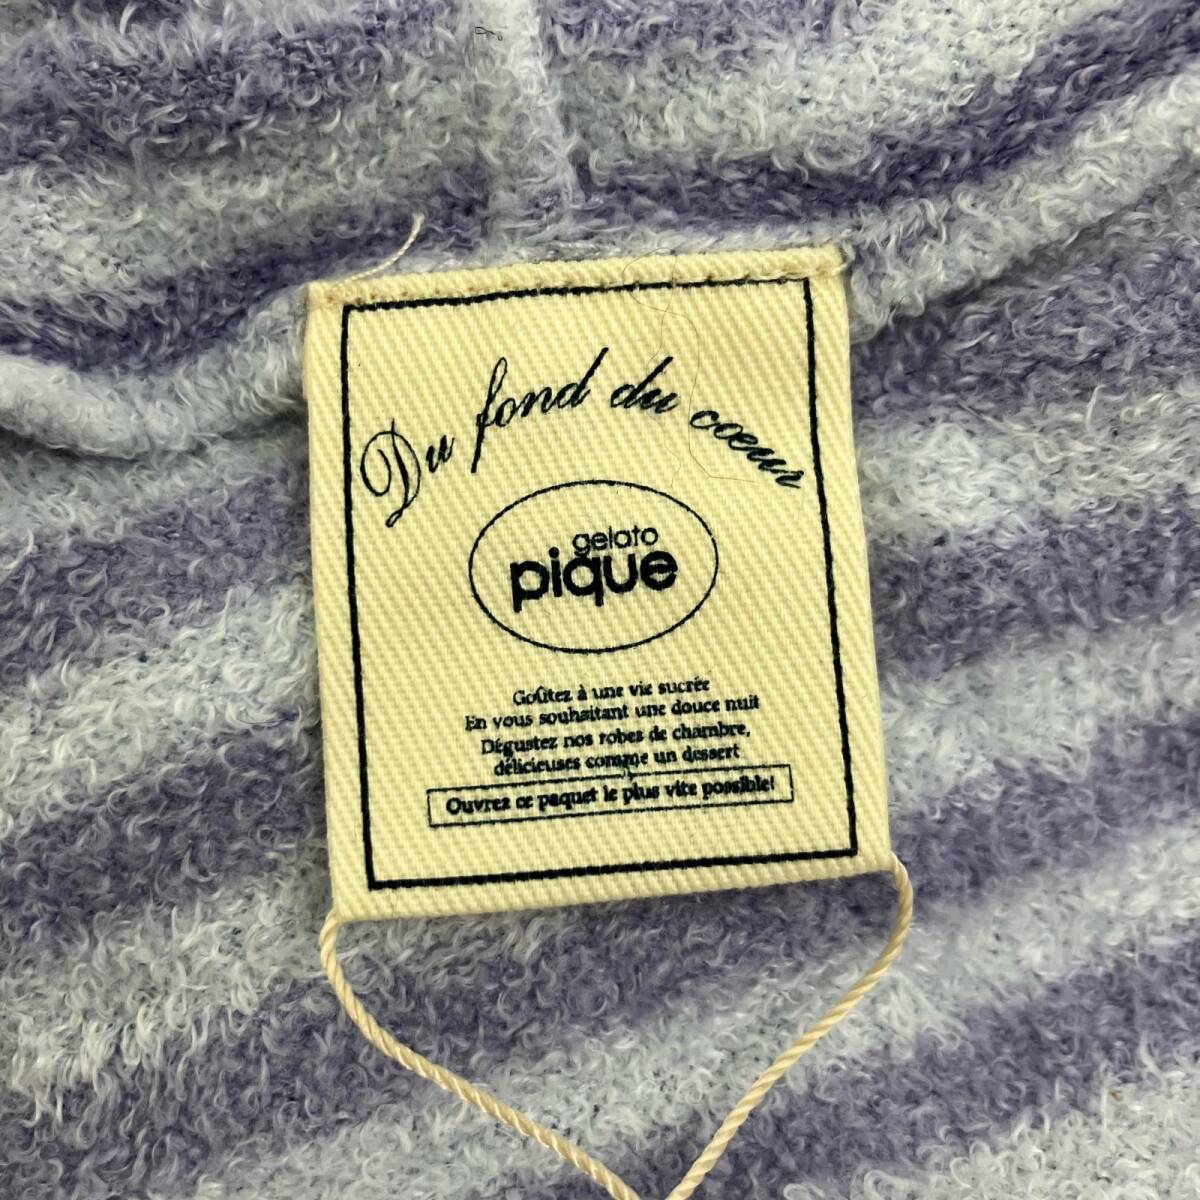 Du fond du cœur
gelato
pique
Goûtez à une vie sucrée
En vous souhaitant une douce nuit
Dégustez nos robes de chambre,
délicieuses comme un dessert
Ouvrez ce paquet le plus vite possible!